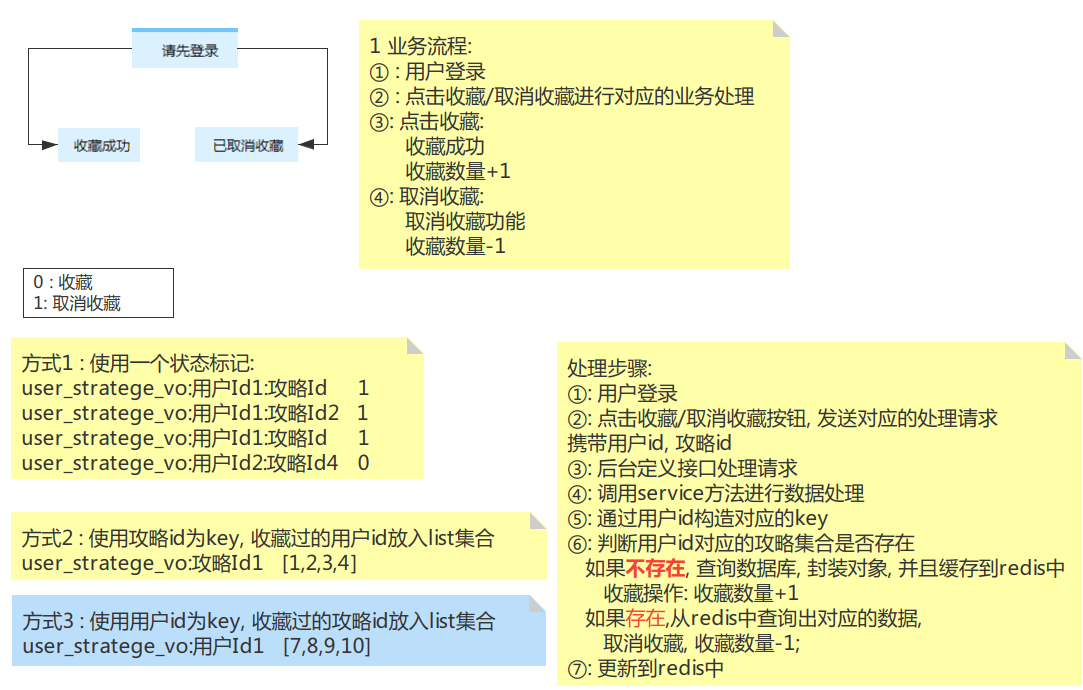 请先登录
收藏成功
已取消收藏
1 业务流程:
① : 用户登录
② : 点击收藏/取消收藏进行对应的业务处理
③: 点击收藏:
收藏成功
收藏数量+1
④: 取消收藏:
取消收藏功能
收藏数量-1
0 : 收藏
1: 取消收藏
方式1 : 使用一个状态标记:
user_stratege_vo:用户Id1:攻略Id 1
user_stratege_vo:用户Id1:攻略Id2 1
user_stratege_vo:用户Id1:攻略Id 1
user_stratege_vo:用户Id2:攻略Id4 0
方式2 : 使用攻略id为key, 收藏过的用户id放入list集合
user_stratege_vo:攻略Id1 [1,2,3,4]
方式3 : 使用用户id为key, 收藏过的攻略id放入list集合
user_stratege_vo:用户Id1 [7,8,9,10]
处理步骤:
①: 用户登录
②: 点击收藏/取消收藏按钮, 发送对应的处理请求
携带用户id, 攻略id
③: 后台定义接口处理请求
④: 调用service方法进行数据处理
⑤: 通过用户id构造对应的key
⑥: 判断用户id对应的攻略集合是否存在
如果不存在, 查询数据库, 封装对象, 并且缓存到redis中
收藏操作: 收藏数量+1
如果存在,从redis中查询出对应的数据,
取消收藏, 收藏数量-1;
⑦: 更新到redis中